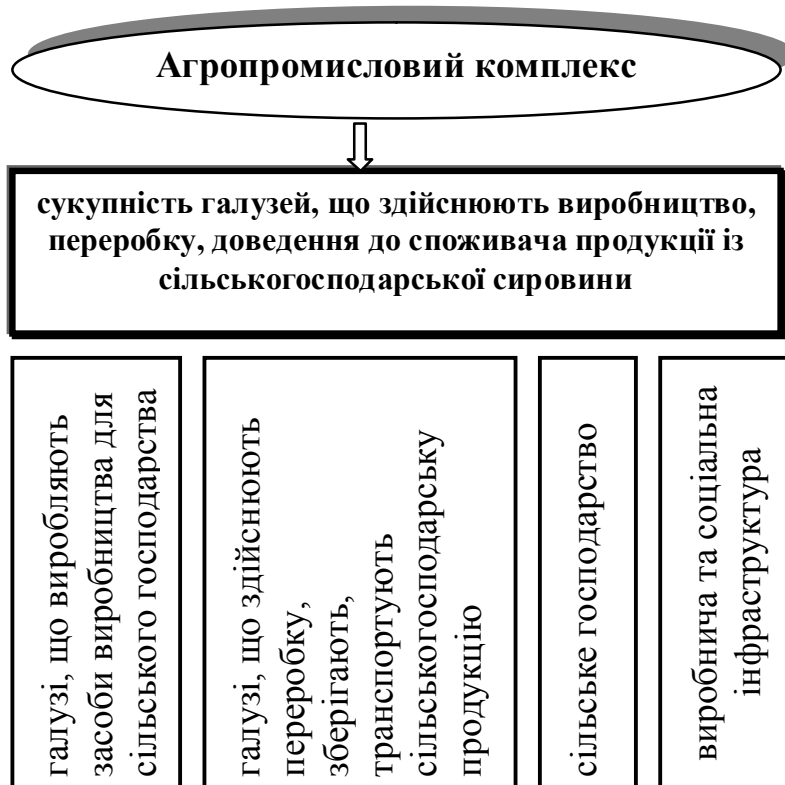 Агропромисловий комплекс
сукупність галузей, що здійснюють виробництво,
переробку, доведення до споживача продукції із
сільськогосподарської сировини
галузі, що виробляють
засоби виробництва для
сільського господарства
галузі, що здійснюють
переробку,
зберігають,
транспортують
сільськогосподарську
продукцію
сільське господарство
виробнича та соціальна
інфраструктура